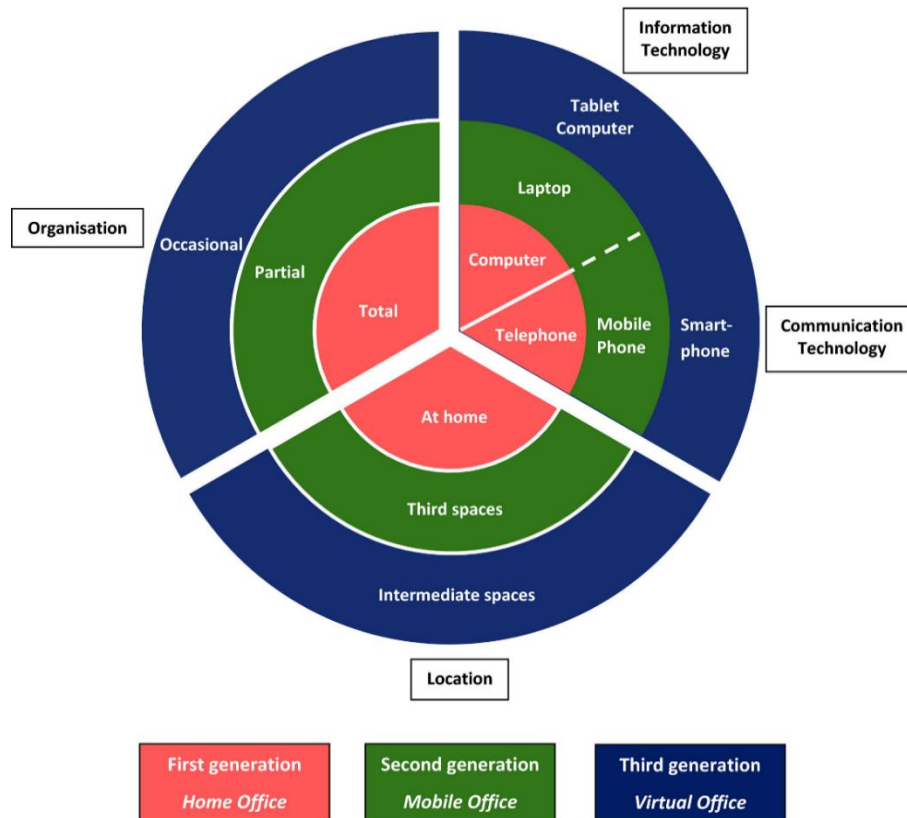 Information
Technology
Tablet
Computer
Laptop
Organisation
Occasional
Partial
Computer
Total
Telephone
Mobile
Phone
Smart-
phone
Communication
Technology
At home
Third spaces
Intermediate spaces
Location
First generation
Home Office
Second generation
Mobile Office
Third generation
Virtual Office